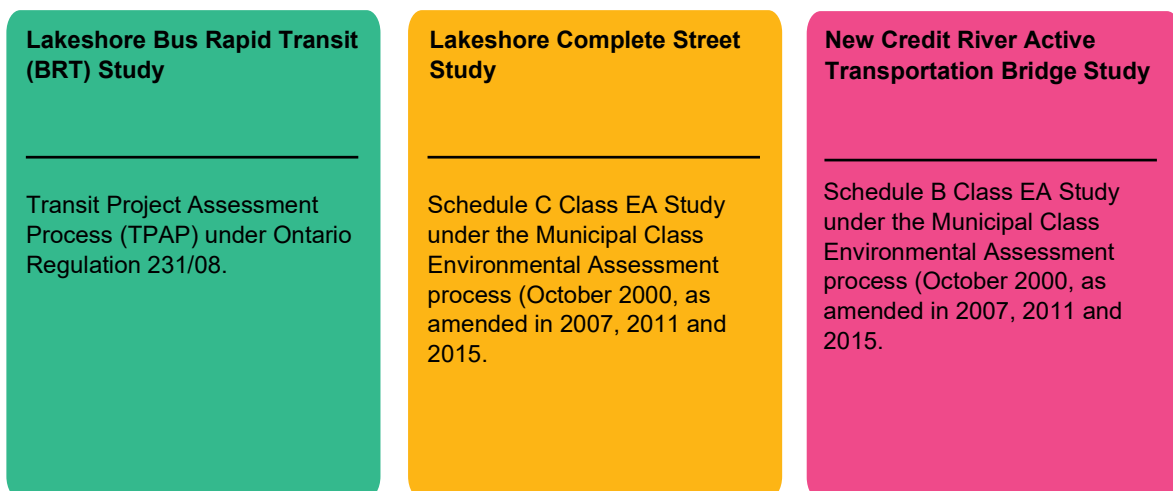 Lakeshore Bus Rapid Transit
(BRT) Study
Transit Project Assessment
Process (TPAP) under Ontario
Regulation 231/08.
Lakeshore Complete Street
Study
Schedule C Class EA Study
under the Municipal Class
Environmental Assessment
process (October 2000, as
amended in 2007, 2011 and
2015.
New Credit River Active
Transportation Bridge Study
Schedule B Class EA Study
under the Municipal Class
Environmental Assessment
process (October 2000, as
amended in 2007, 2011 and
2015.